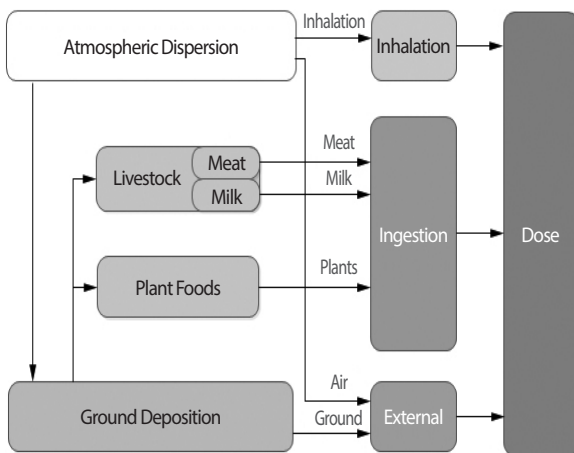 Inhalation
Atmospheric Dispersion
Inhalation
Meat
Meat
Livestock
Milk
Milk
Ingestion
Dose
Plants
Plant Foods
Air
Ground
External
Ground Deposition